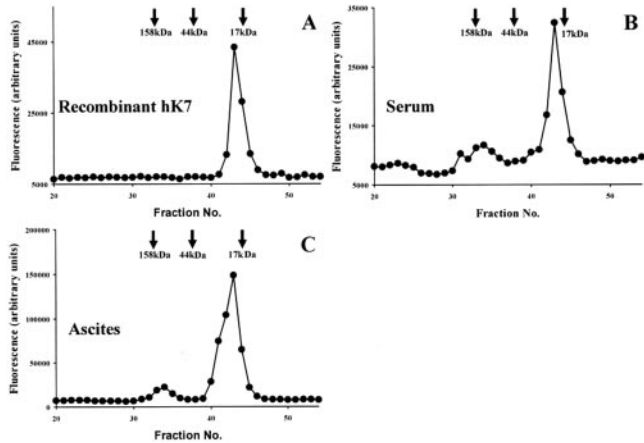 158kDa 44kDa 17kDa
A
45000
25000
5000
Recombinant hK7
Fluorescence (arbitrary units)
20 30 40 50
Fraction No.
158kDa 44kDa 17kDa
B
35000
25000
15000
5000
Serum
Fluorescence (arbitrary units)
20 30 40 50
Fraction No.
158kDa 44kDa 17kDa
C
200000
150000
100000
50000
0
Ascites
Fluorescence (arbitrary units)
20 30 40 50
Fraction No.